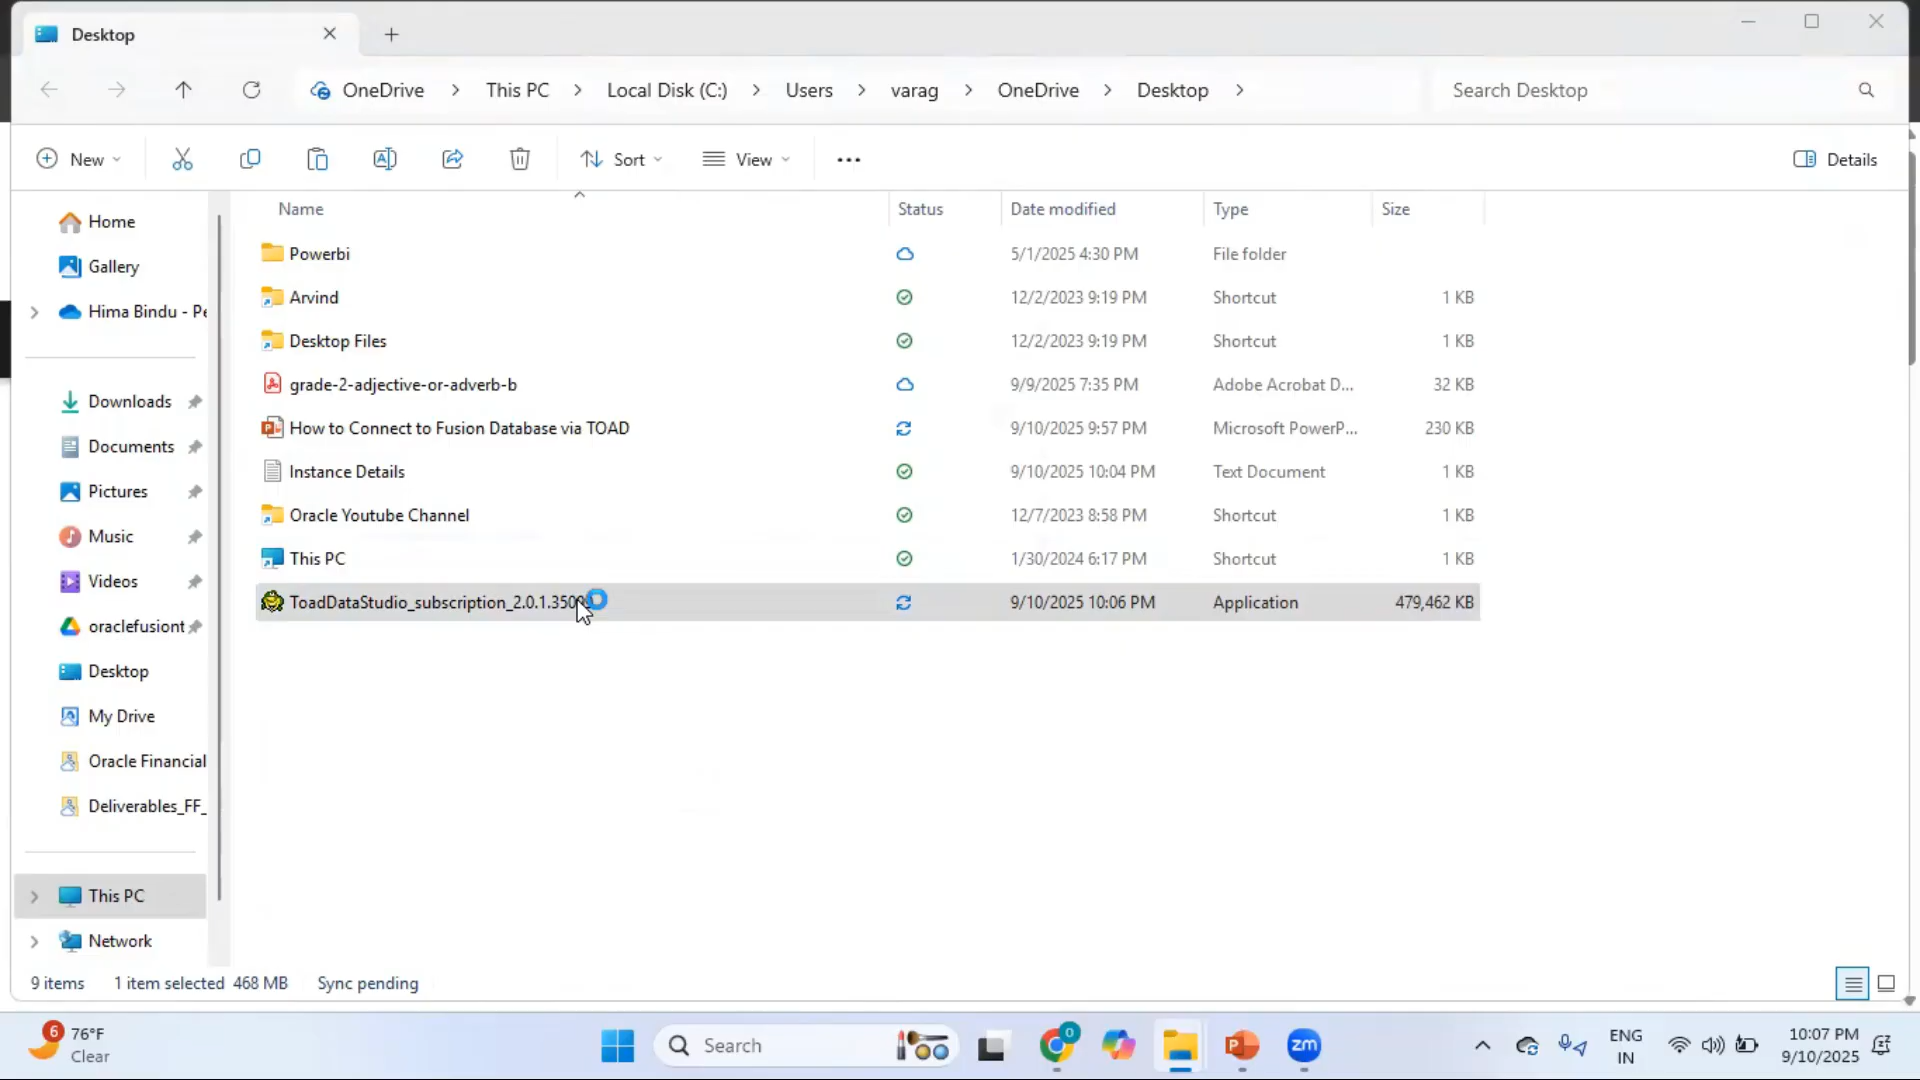 Desktop
OneDrive > This PC > Local Disk (C:) > Users > varag > OneDrive > Desktop >
Search Desktop
New
Sort
View
Details
Home
Gallery
Hima Bindu - Pe
Downloads
Documents
Pictures
Music
Videos
oraclefusiont
Desktop
My Drive
Oracle Financial
Deliverables_FF_
This PC
Network
Name Status Date modified Type Size
Powerbi 5/1/2025 4:30 PM File folder
Arvind 12/2/2023 9:19 PM Shortcut 1 KB
Desktop Files 12/2/2023 9:19 PM Shortcut 1 KB
grade-2-adjective-or-adverb-b 9/9/2025 7:35 PM Adobe Acrobat D... 32 KB
How to Connect to Fusion Database via TOAD 9/10/2025 9:57 PM Microsoft PowerP... 230 KB
Instance Details 9/10/2025 10:04 PM Text Document 1 KB
Oracle Youtube Channel 12/7/2023 8:58 PM Shortcut 1 KB
This PC 1/30/2024 6:17 PM Shortcut 1 KB
9/10/2025 10:06 PM Application 479,462 KB
9 items 1 item selected 468 MB Sync pending
6
76°F
Clear
Search
0
zm
ENG
IN
10:07 PM
9/10/2025